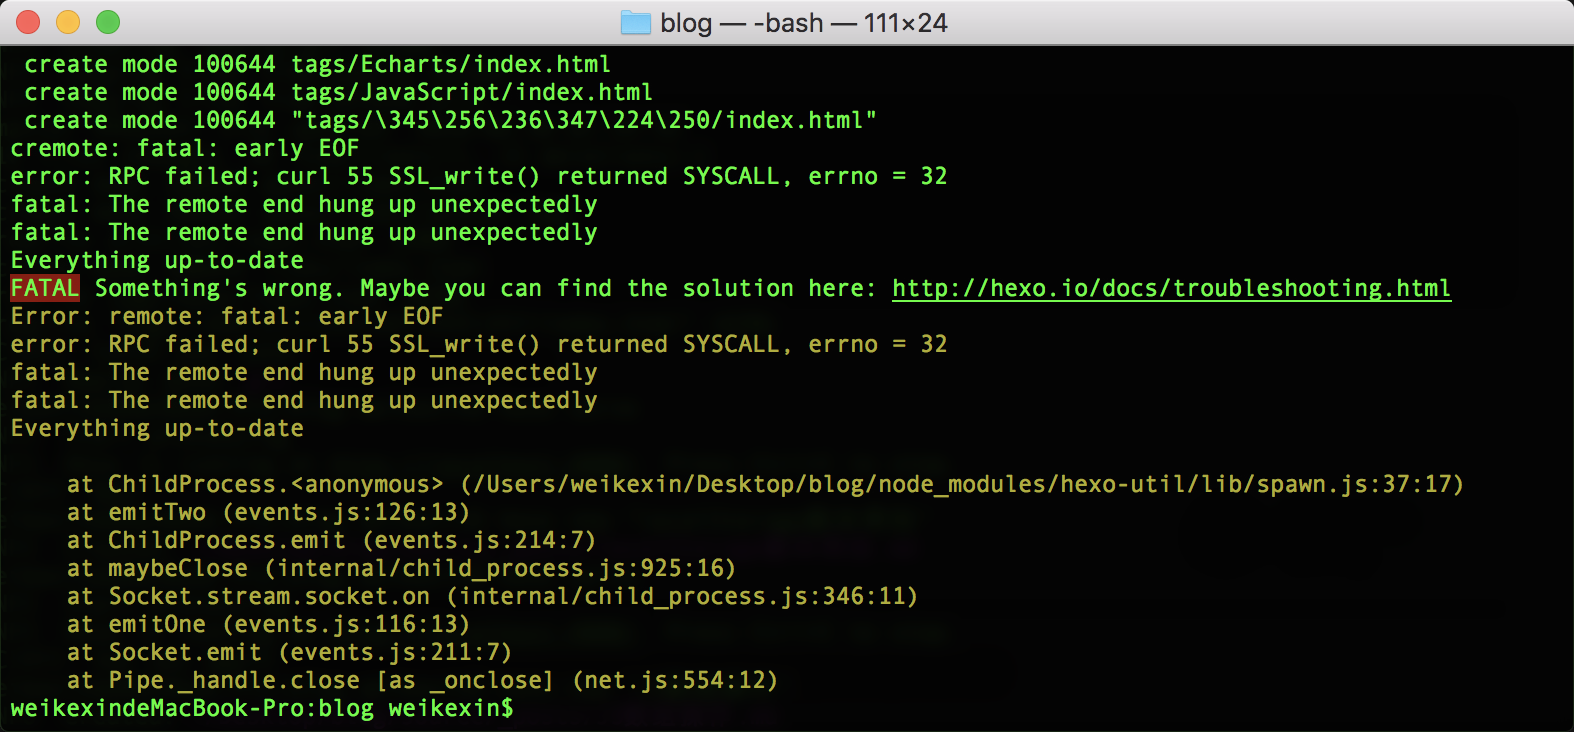 blog — -bash — 111×24
create mode 100644 tags/Echarts/index.html
create mode 100644 tags/JavaScript/index.html
create mode 100644 "tags/\345\256\236\347\224\250/index.html"
cremote: fatal: early EOF
error: RPC failed; curl 55 SSL_write() returned SYSCALL, errno = 32
fatal: The remote end hung up unexpectedly
fatal: The remote end hung up unexpectedly
Everything up-to-date
FATAL Something's wrong. Maybe you can find the solution here: http://hexo.io/docs/troubleshooting.html
Error: remote: fatal: early EOF
error: RPC failed; curl 55 SSL_write() returned SYSCALL, errno = 32
fatal: The remote end hung up unexpectedly
fatal: The remote end hung up unexpectedly
Everything up-to-date
at ChildProcess.<anonymous> (/Users/weikexin/Desktop/blog/node_modules/hexo-util/lib/spawn.js:37:17)
at emitTwo (events.js:126:13)
at ChildProcess.emit (events.js:214:7)
at maybeClose (internal/child_process.js:925:16)
at Socket.stream.socket.on (internal/child_process.js:346:11)
at emitOne (events.js:116:13)
at Socket.emit (events.js:211:7)
at Pipe._handle.close [as _onclose] (net.js:554:12)
weikexindeMacBook-Pro:blog weikexin$